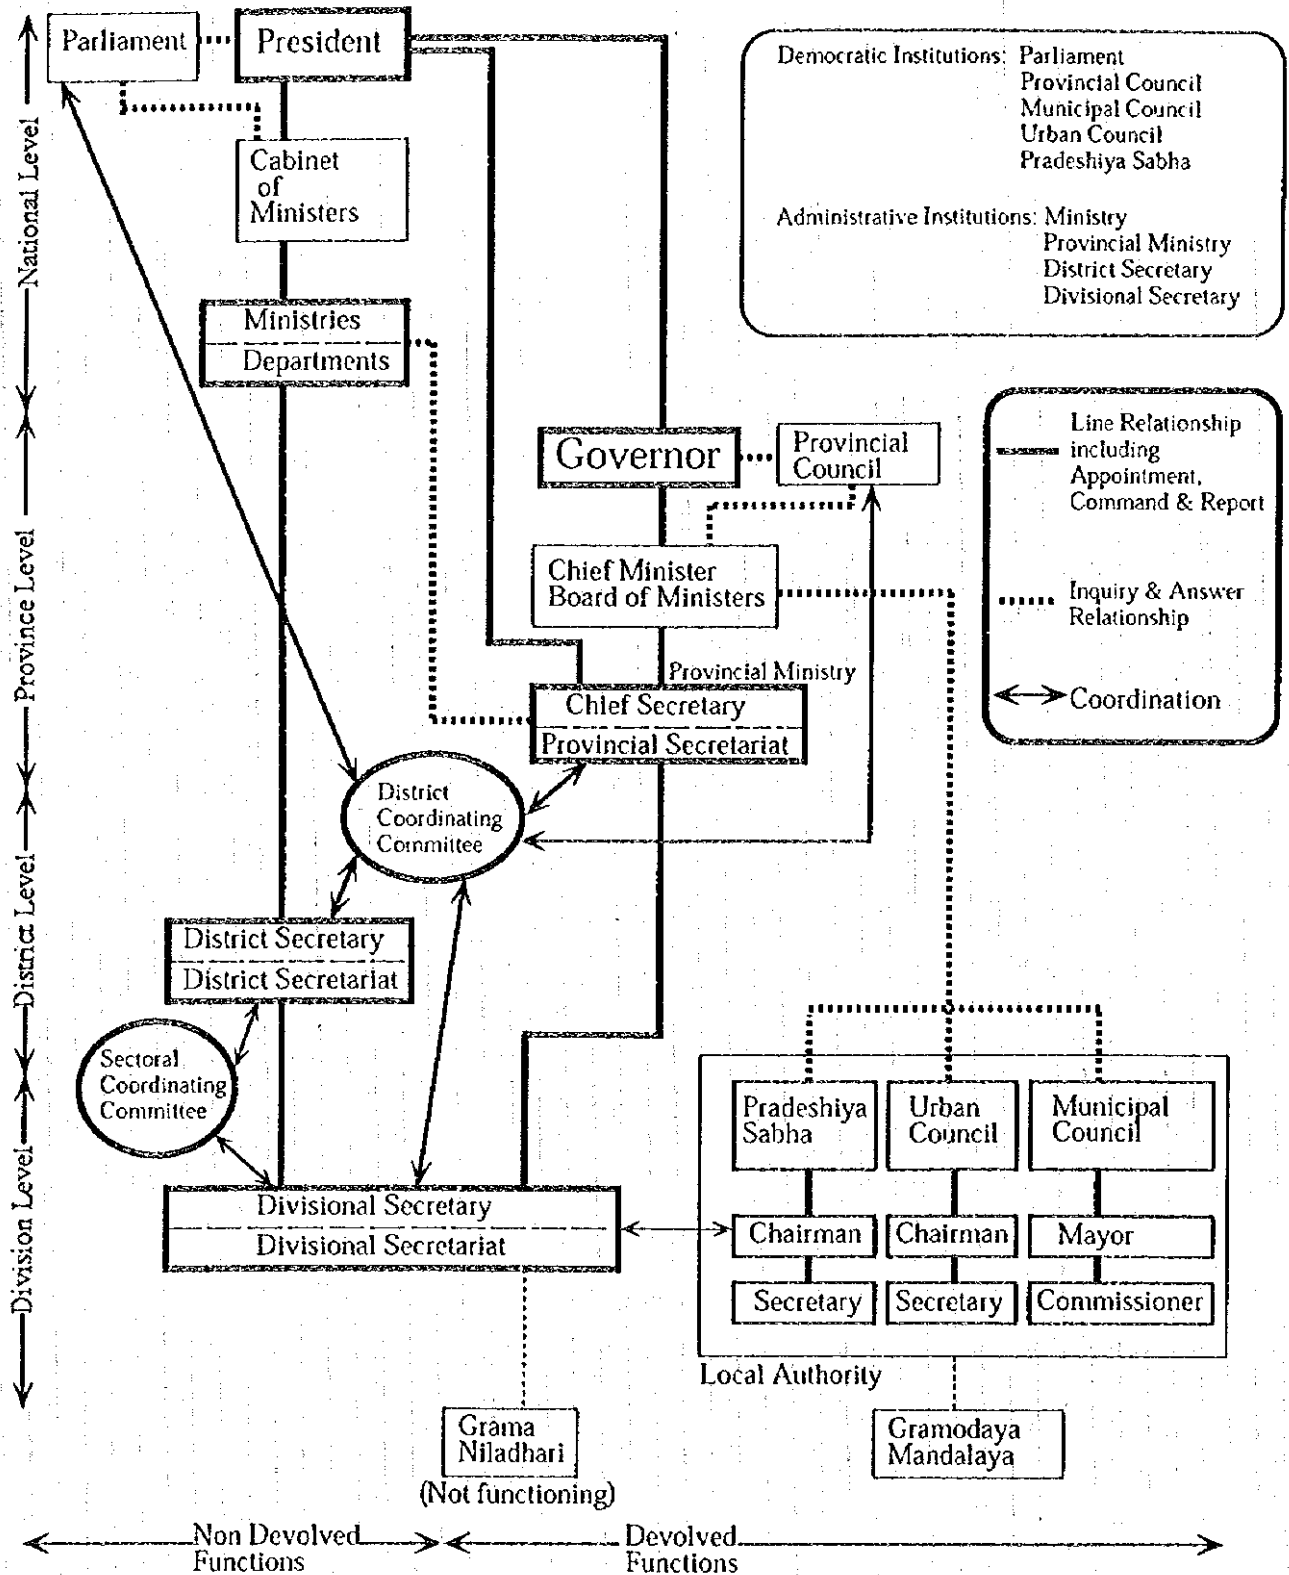 Parliament
President
Democratic Institutions: Parliament
Provincial Council
Municipal Council
Urban Council
Pradeshiya Sabha
Administrative Institutions: Ministry
Provincial Ministry
District Secretary
Divisional Secretary
National Level
Cabinet
of
Ministers
Ministries
Departments
Line Relationship
including
Appointment,
Command & Report
Inquiry & Answer
Relationship
Coordination
Province Level
Governor
Provincial
Council
Chief Minister
Board of Ministers
Provincial Ministry
Chief Secretary
Provincial Secretariat
District
Coordinating
Committee
District Level
District Secretary
District Secretariat
Sectoral
Coordinating
Committee
Division Level
Divisional Secretary
Divisional Secretariat
Pradeshiya
Sabha
Urban
Council
Municipal
Council
Chairman
Chairman
Mayor
Secretary
Secretary
Commissioner
Local Authority
Grama
Niladhari
(Not functioning)
Gramodaya
Mandalaya
Non Devolved
Functions
Devolved
Functions